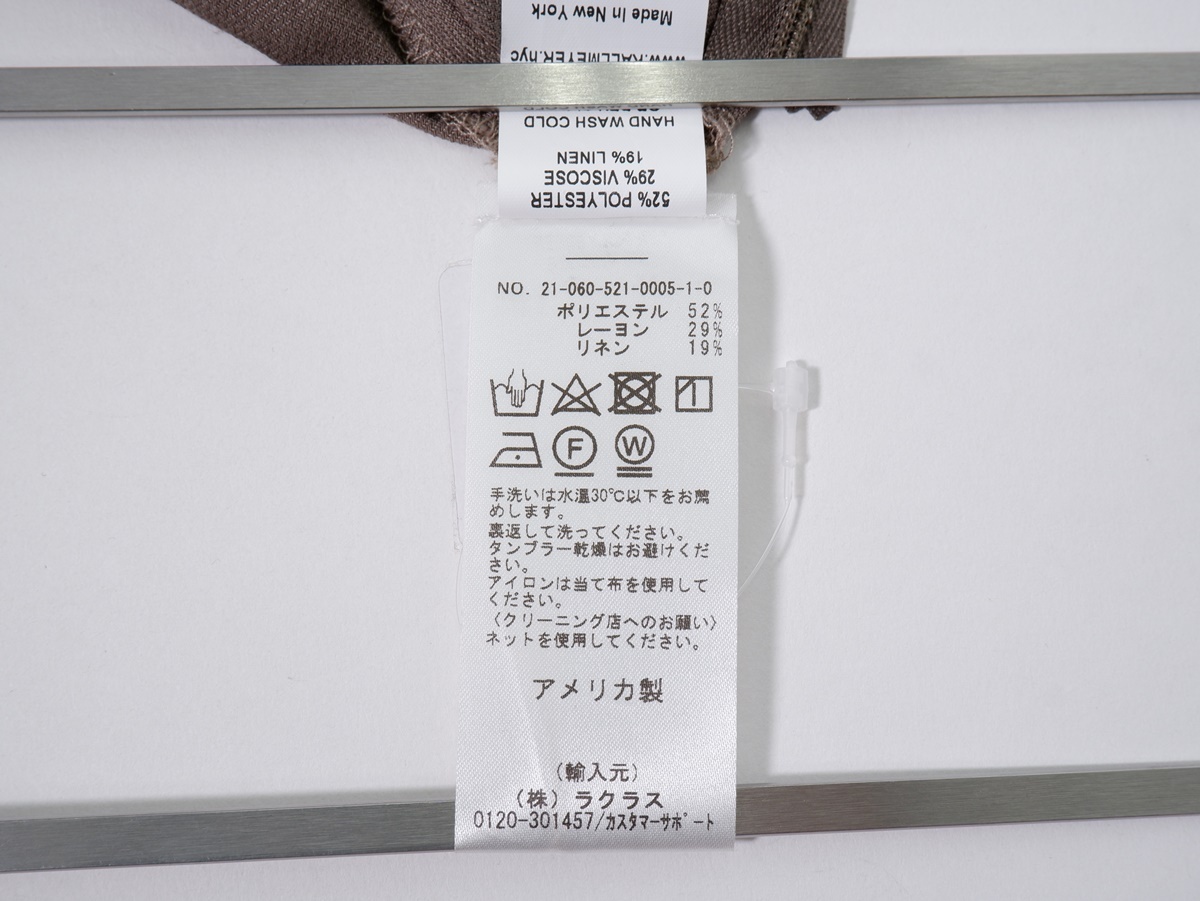 Made In New York
www.KALLMEYER.nyc
HAND WASH COLD
19% LINEN
29% VISCOSE
52% POLYESTER
NO. 21-060-521-0005-1-0
ポリエステル 52%
レーヨン 29%
リネン 19%
F W
手洗いは水温30℃以下をお薦
めします。
裏返して洗ってください。
タンブラー乾燥はお避けくだ
さい。
アイロンは当て布を使用して
ください。
〈クリーニング店へのお願い〉
ネットを使用してください。
アメリカ製
(輸入元)
(株) ラクラス
0120-301457/カスタマーサポート